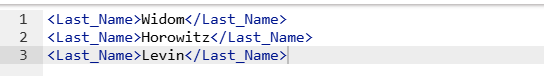 1 <Last_Name>Widom</Last_Name>
2 <Last_Name>Horowitz</Last_Name>
3 <Last_Name>Levin</Last_Name>